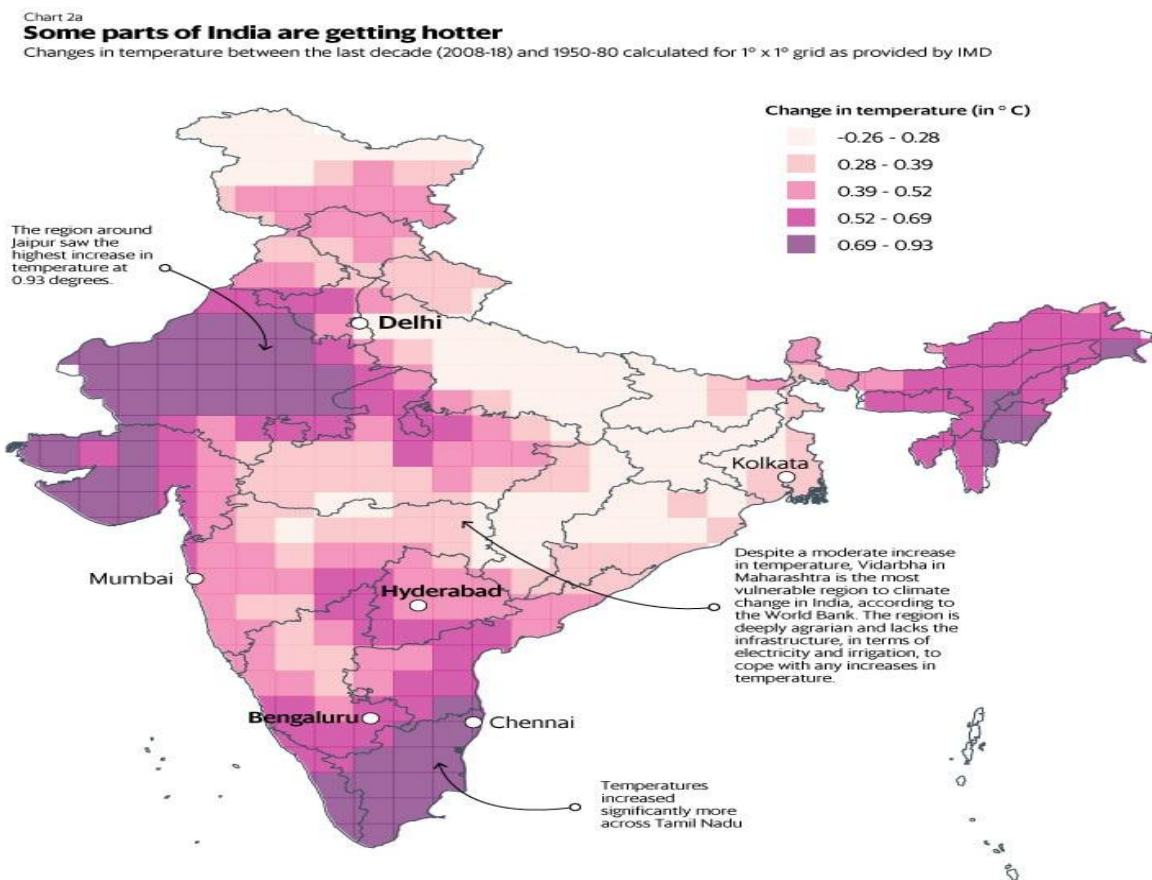 Chart 2a
Some parts of India are getting hotter
Changes in temperature between the last decade (2008-18) and 1950-80 calculated for 1° x 1° grid as provided by IMD
Change in temperature (in ° C)
-0.26 - 0.28
0.28 - 0.39
0.39 - 0.52
0.52 - 0.69
0.69 - 0.93
The region around
Jaipur saw the
highest increase in
temperature at
0.93 degrees.
Delhi
Kolkata
Mumbai
Hyderabad
Despite a moderate increase
in temperature, Vidarbha in
Maharashtra is the most
vulnerable region to climate
change in India, according to
the World Bank. The region is
deeply agrarian and lacks the
infrastructure, in terms of
electricity and irrigation, to
cope with any increases in
temperature.
Bengaluru
Chennai
Temperatures
increased
significantly more
across Tamil Nadu